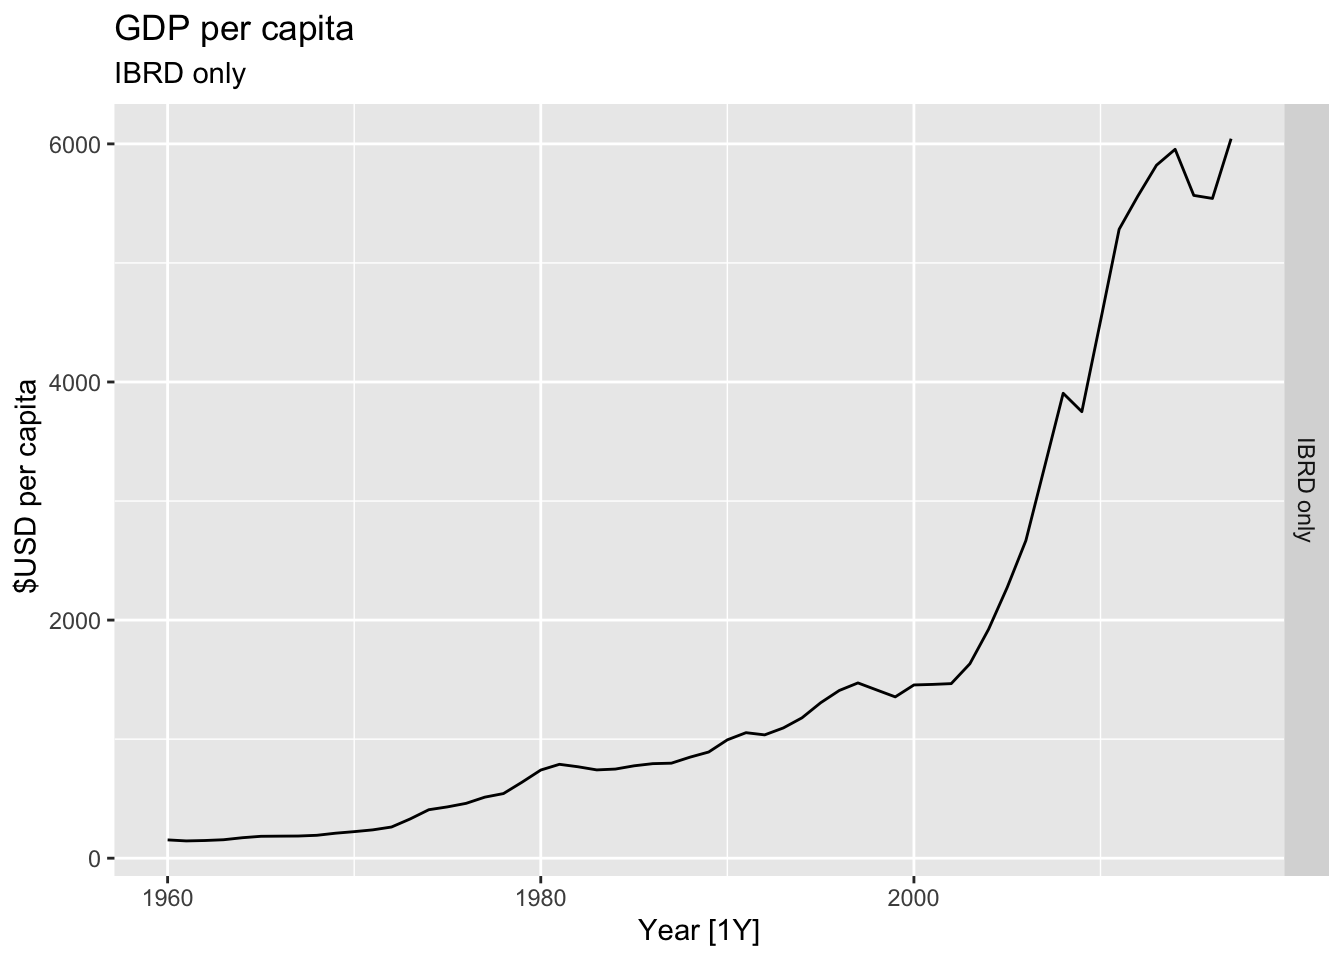 GDP per capita
IBRD only
6000
4000
2000
0
$USD per capita
IBRD only
1960
1980
2000
Year [1Y]